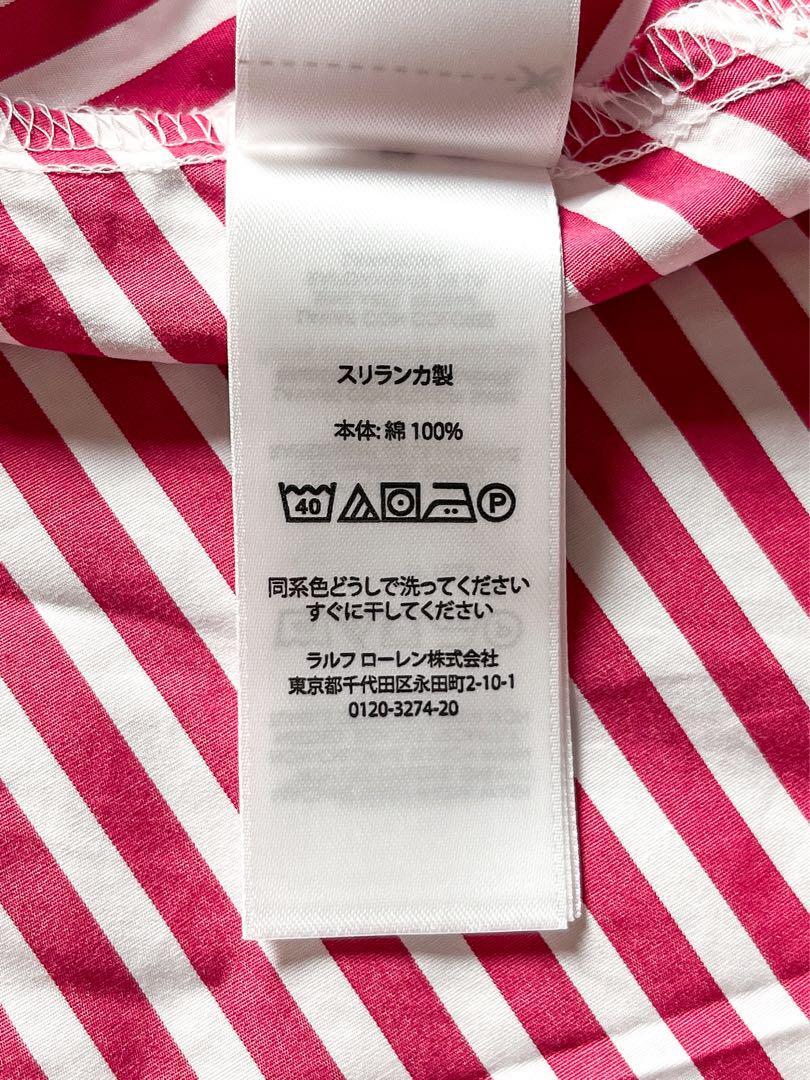 スリランカ製
本体: 綿 100%
40 P
同系色どうしで洗ってください
すぐに干してください
ラルフ ローレン株式会社
東京都千代田区永田町2-10-1
0120-3274-20